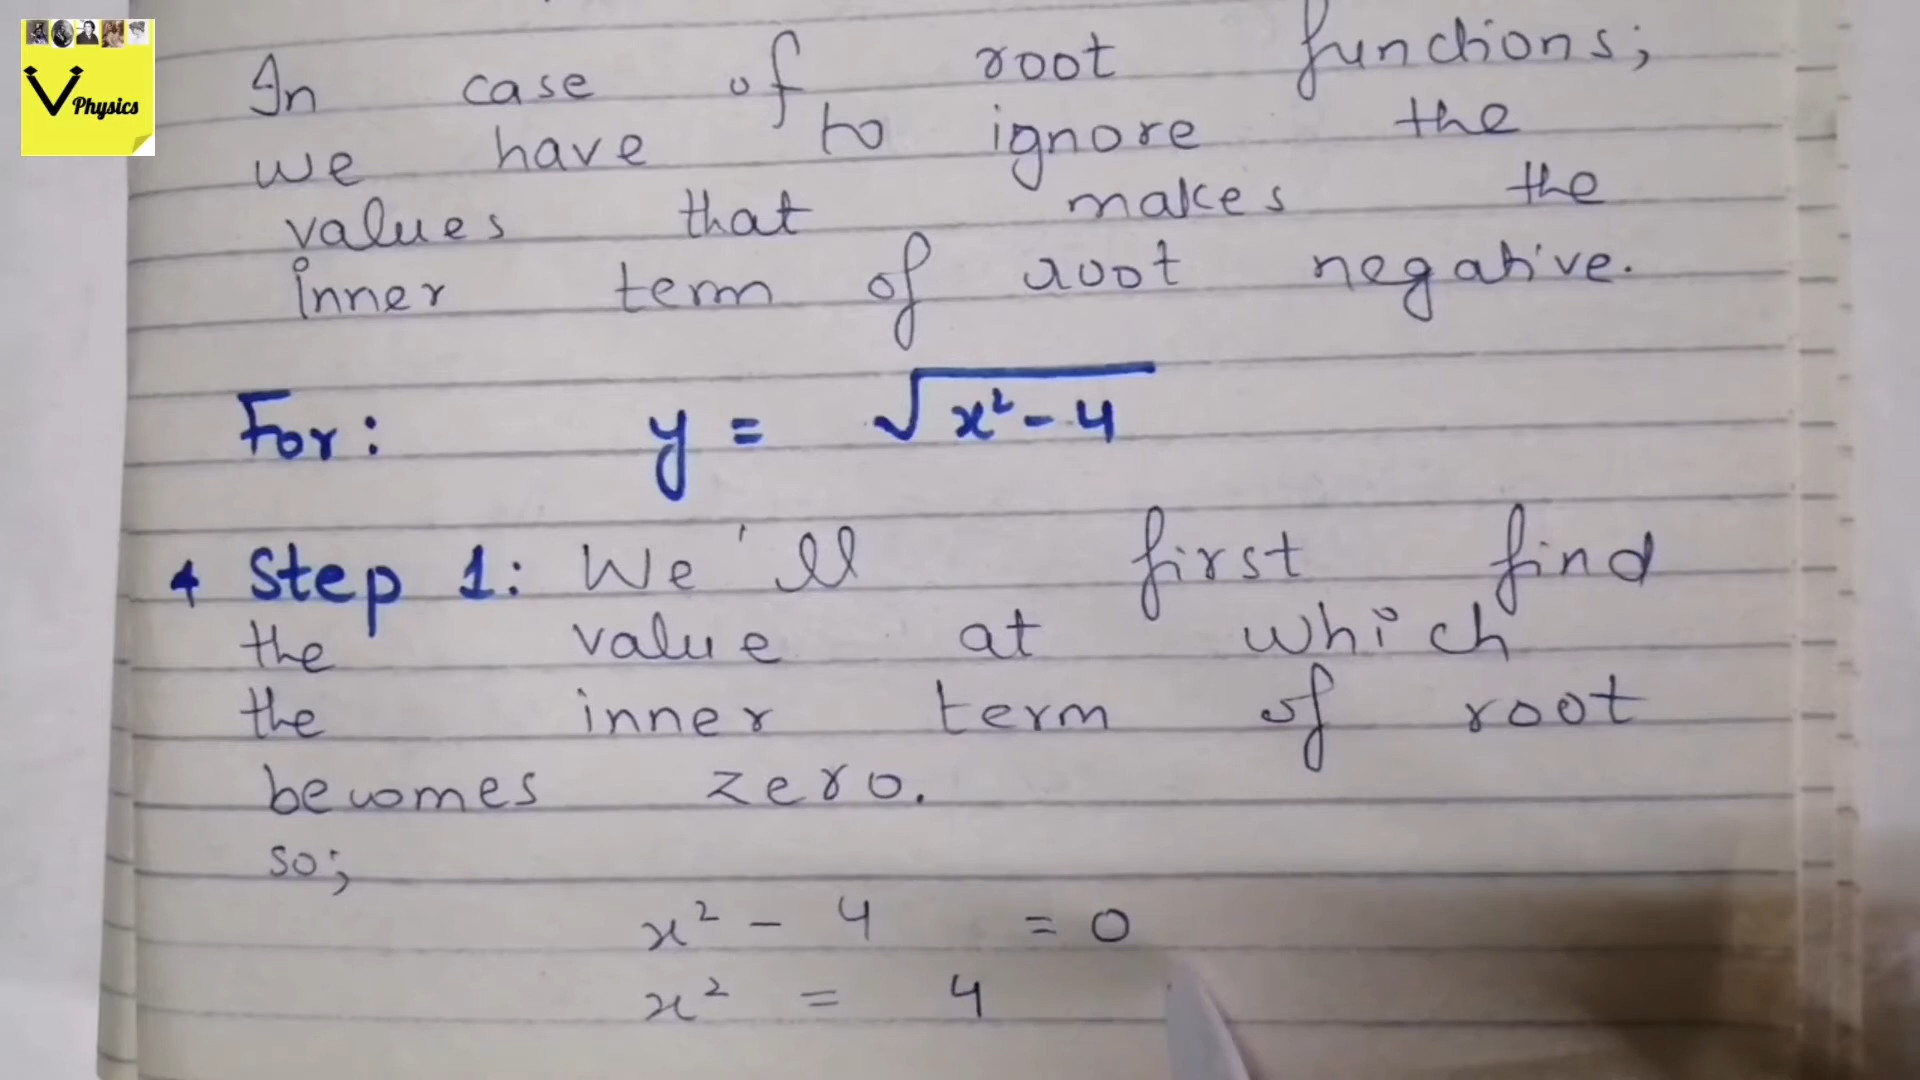 V Physics
In case of root functions;
we have to ignore the
values that makes the
inner term of root negative.
For: y = √x² - 4
Step 1: We'll first find
the value at which
the inner term of root
becomes zero.
so;
x² - 4 = 0
x² = 4